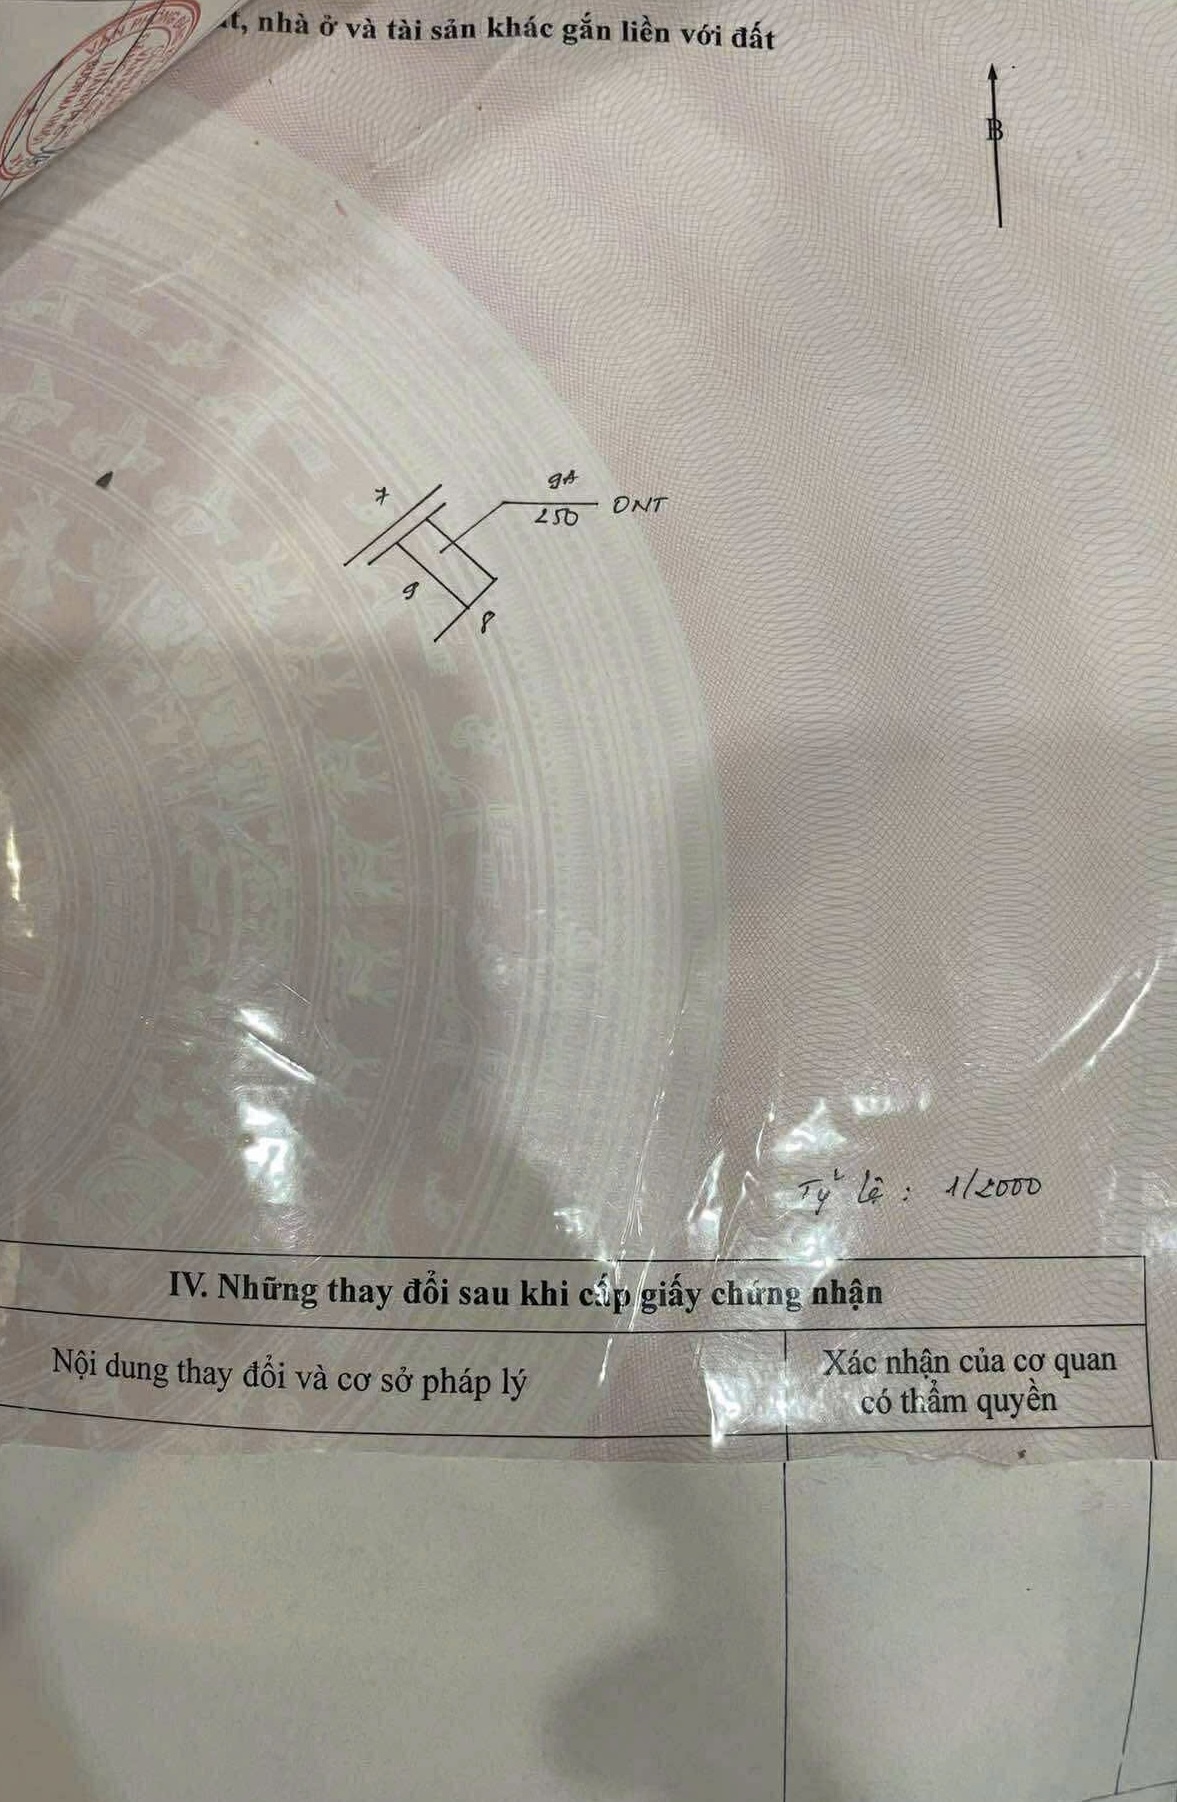 ất, nhà ở và tài sản khác gắn liền với đất
B
7
9A
250
ONT
9
8
Tỷ lệ : 1/2000
IV. Những thay đổi sau khi cấp giấy chứng nhận
Nội dung thay đổi và cơ sở pháp lý
Xác nhận của cơ quan
có thẩm quyền